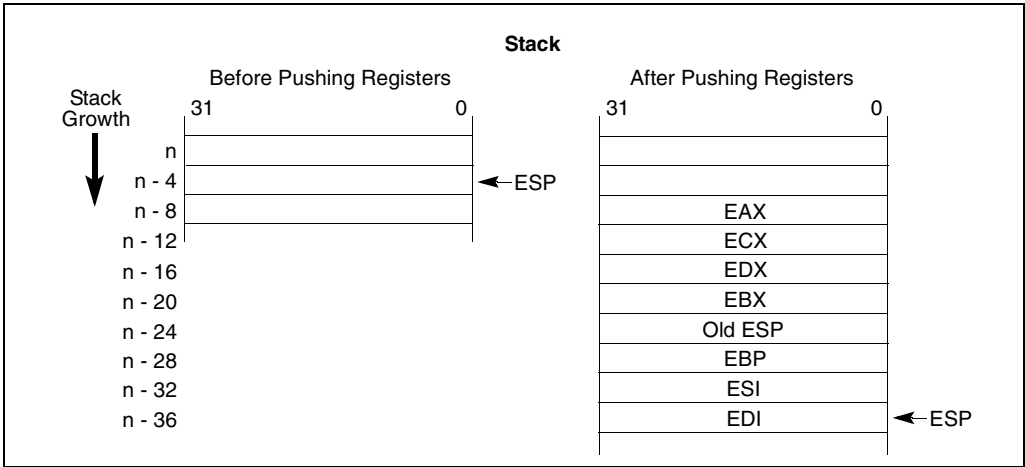 Stack
Before Pushing Registers
After Pushing Registers
Stack
Growth
31 0
31 0
n
n - 4
ESP
n - 8
EAX
n - 12
ECX
n - 16
EDX
n - 20
EBX
n - 24
Old ESP
n - 28
EBP
n - 32
ESI
n - 36
EDI
ESP